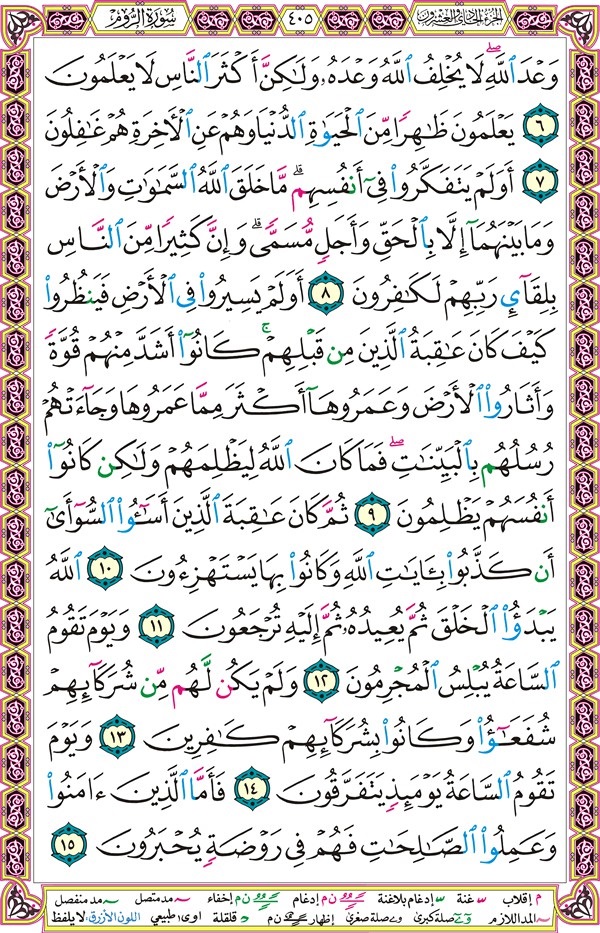 الجزء الحادي والعشرون ٤٠٥ سُورَةُ الرُّومِ
وَعْدَ ٱللَّهِ ۖ لَا يُخْلِفُ ٱللَّهُ وَعْدَهُۥ وَلَٰكِنَّ أَكْثَرَ ٱلنَّاسِ لَا يَعْلَمُونَ
٦ يَعْلَمُونَ ظَٰهِرًا مِّنَ ٱلْحَيَوٰةِ ٱلدُّنْيَا وَهُمْ عَنِ ٱلْأَخِرَةِ هُمْ غَٰفِلُونَ
٧ أَوَلَمْ يَتَفَكَّرُوا۟ فِىٓ أَنفُسِهِم ۗ مَّا خَلَقَ ٱللَّهُ ٱلسَّمَٰوَٰتِ وَٱلْأَرْضَ
وَمَا بَيْنَهُمَآ إِلَّا بِٱلْحَقِّ وَأَجَلٍ مُّسَمًّى ۗ وَإِنَّ كَثِيرًا مِّنَ ٱلنَّاسِ
بِلِقَآئِ رَبِّهِمْ لَكَٰفِرُونَ ٨ أَوَلَمْ يَسِيرُوا۟ فِى ٱلْأَرْضِ فَيَنظُرُوا۟
كَيْفَ كَانَ عَٰقِبَةُ ٱلَّذِينَ مِن قَبْلِهِمْ ۚ كَانُوٓا۟ أَشَدَّ مِنْهُمْ قُوَّةً
وَأَثَارُوا۟ ٱلْأَرْضَ وَعَمَرُوهَآ أَكْثَرَ مِمَّا عَمَرُوهَا وَجَآءَتْهُمْ
رُسُلُهُم بِٱلْبَيِّنَٰتِ ۖ فَمَا كَانَ ٱللَّهُ لِيَظْلِمَهُمْ وَلَٰكِن كَانُوٓا۟
أَنفُسَهُمْ يَظْلِمُونَ ٩ ثُمَّ كَانَ عَٰقِبَةَ ٱلَّذِينَ أَسَٰٓـُٔوا۟ ٱلسُّوٓأَىٰٓ
أَن كَذَّبُوا۟ بِـَٔايَٰتِ ٱللَّهِ وَكَانُوا۟ بِهَا يَسْتَهْزِءُونَ ١٠ ٱللَّهُ
يَبْدَؤُا۟ ٱلْخَلْقَ ثُمَّ يُعِيدُهُۥ ثُمَّ إِلَيْهِ تُرْجَعُونَ ١١ وَيَوْمَ تَقُومُ
ٱلسَّاعَةُ يُبْلِسُ ٱلْمُجْرِمُونَ ١٢ وَلَمْ يَكُن لَّهُم مِّن شُرَكَآئِهِمْ
شُفَعَٰٓؤُا۟ وَكَانُوا۟ بِشُرَكَآئِهِمْ كَٰفِرِينَ ١٣ وَيَوْمَ
تَقُومُ ٱلسَّاعَةُ يَوْمَئِذٍ يَتَفَرَّقُونَ ١٤ فَأَمَّا ٱلَّذِينَ ءَامَنُوا۟
وَعَمِلُوا۟ ٱلصَّٰلِحَٰتِ فَهُمْ فِى رَوْضَةٍ يُحْبَرُونَ ١٥
م إقلاب غنة إدغام بلاغنة ن م إدغام ن م إخفاء مد متصل مد منفصل
المد اللازم صلة كبرى صلة صغرى إظهار ن م قلقلة اوى: طبيعي اللون الأزرق: لا يلفظ